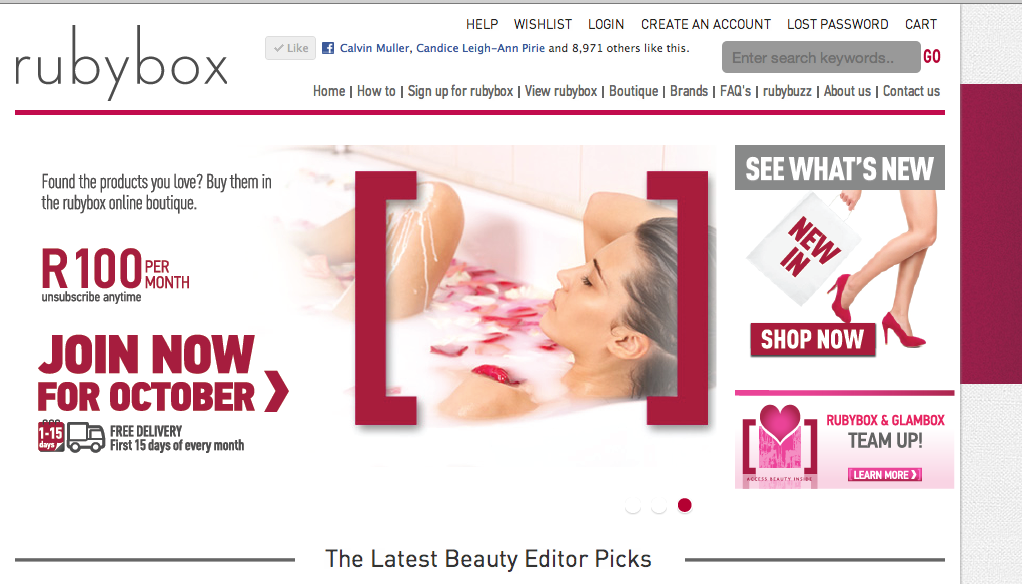 HELP WISHLIST LOGIN CREATE AN ACCOUNT LOST PASSWORD CART
rubybox
Like
Calvin Muller, Candice Leigh-Ann Pirie and 8,971 others like this.
Enter search keywords.. GO
Home | How to | Sign up for rubybox | View rubybox | Boutique | Brands | FAQ's | rubybuzz | About us | Contact us
Found the products you love? Buy them in
the rubybox online boutique.
R100 PER
MONTH
unsubscribe anytime
JOIN NOW
FOR OCTOBER
1-15
days
FREE DELIVERY
First 15 days of every month
SEE WHAT'S NEW
NEW
IN
SHOP NOW
RUBYBOX & GLAMBOX
TEAM UP!
LEARN MORE
ACCESS BEAUTY INSIDE
The Latest Beauty Editor Picks